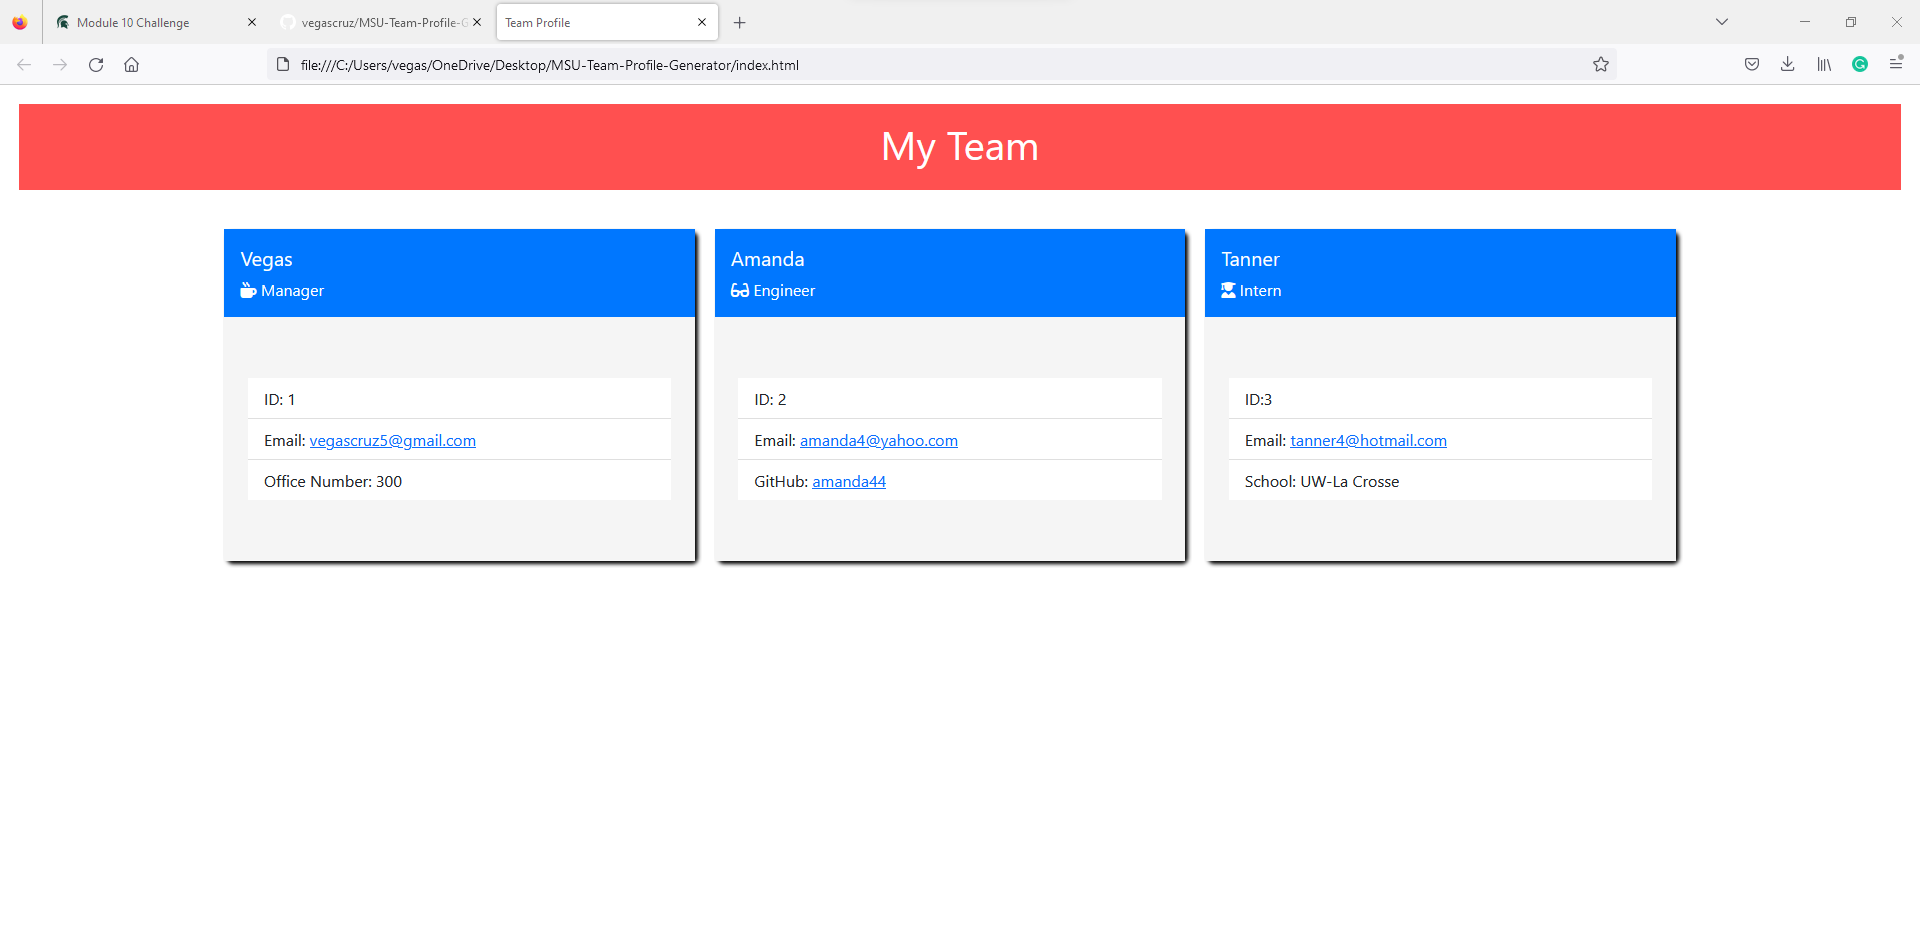 Module 10 Challenge
vegascruz/MSU-Team-Profile-G
Team Profile
file:///C:/Users/vegas/OneDrive/Desktop/MSU-Team-Profile-Generator/index.html
My Team
Vegas
Manager
ID: 1
Email: vegascruz5@gmail.com
Office Number: 300
Amanda
Engineer
ID: 2
Email: amanda4@yahoo.com
GitHub: amanda44
Tanner
Intern
ID:3
Email: tanner4@hotmail.com
School: UW-La Crosse